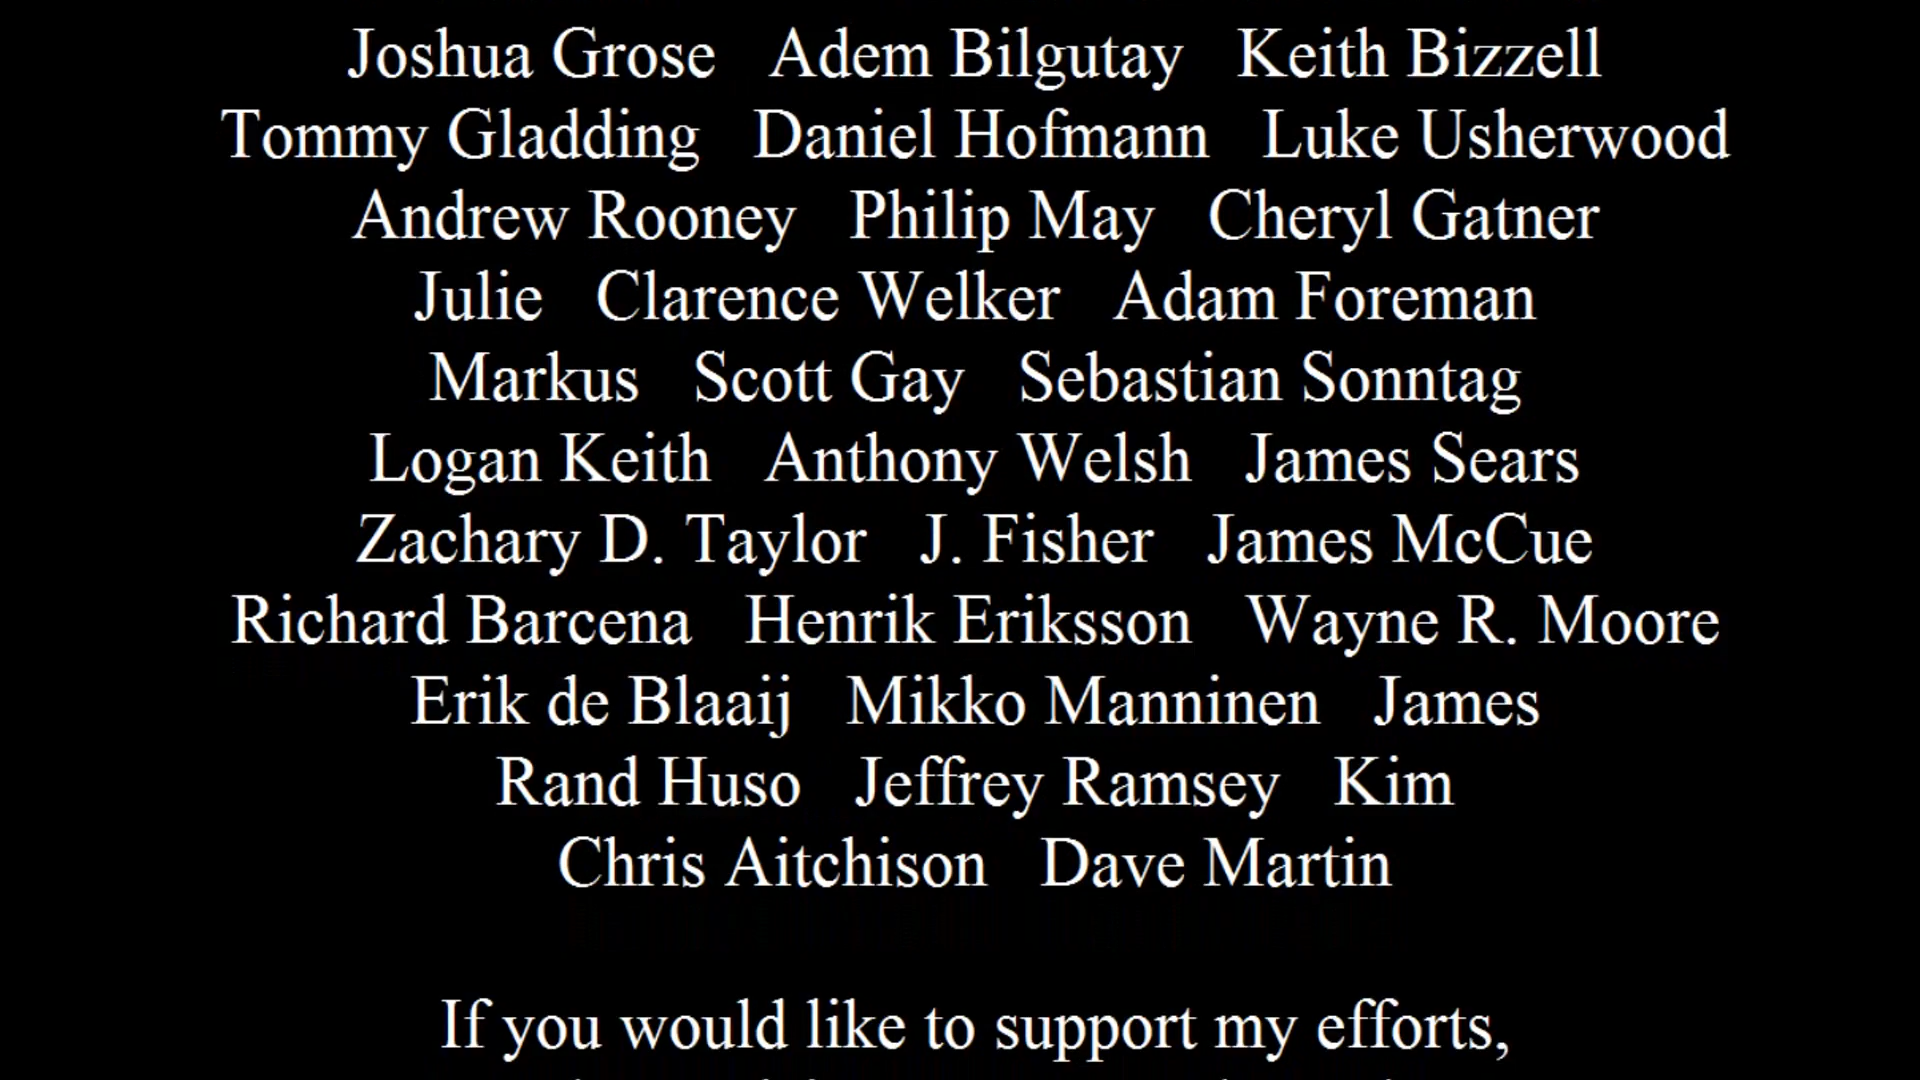 Joshua Grose Adem Bilgutay Keith Bizzell
Tommy Gladding Daniel Hofmann Luke Usherwood
Andrew Rooney Philip May Cheryl Gatner
Julie Clarence Welker Adam Foreman
Markus Scott Gay Sebastian Sonntag
Logan Keith Anthony Welsh James Sears
Zachary D. Taylor J. Fisher James McCue
Richard Barcena Henrik Eriksson Wayne R. Moore
Erik de Blaaij Mikko Manninen James
Rand Huso Jeffrey Ramsey Kim
Chris Aitchison Dave Martin
If you would like to support my efforts,